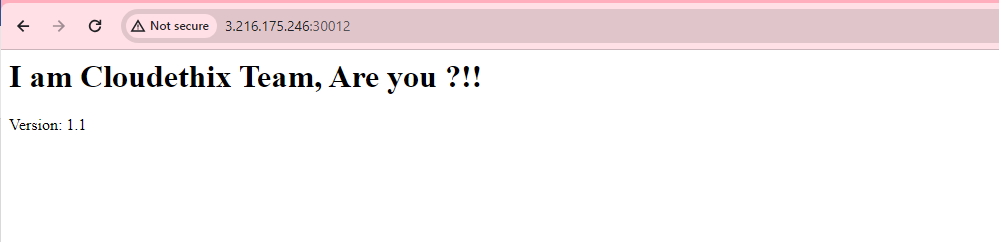 Not secure 3.216.175.246:30012
I am Cloudethix Team, Are you ?!!
Version: 1.1